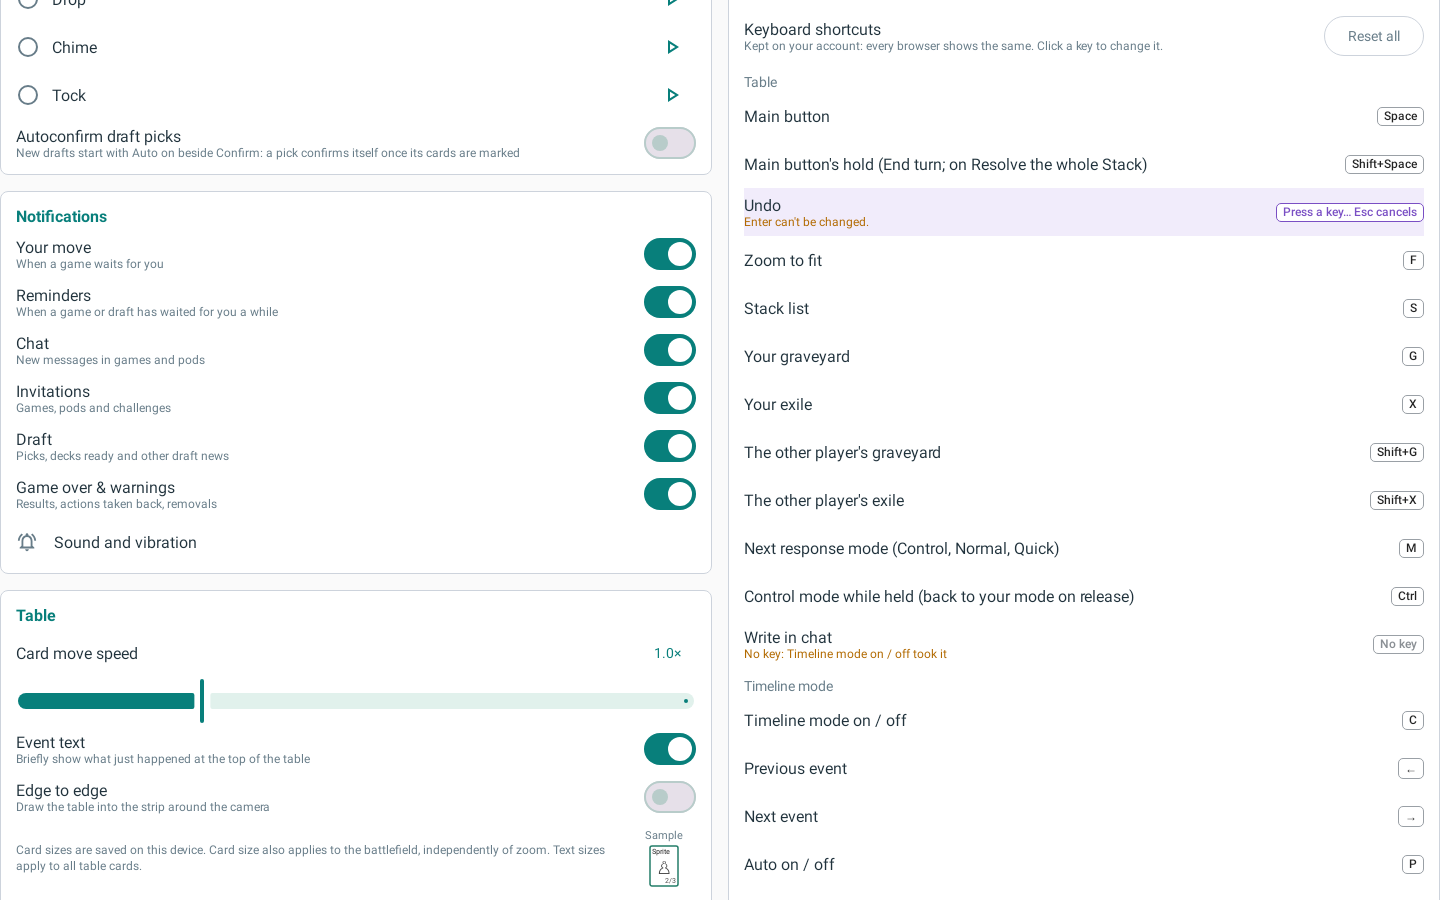 Drop
Chime
Tock
Autoconfirm draft picks
New drafts start with Auto on beside Confirm: a pick confirms itself once its cards are marked
Notifications
Your move
When a game waits for you
Reminders
When a game or draft has waited for you a while
Chat
New messages in games and pods
Invitations
Games, pods and challenges
Draft
Picks, decks ready and other draft news
Game over & warnings
Results, actions taken back, removals
Sound and vibration
Table
Card move speed
1.0×
Event text
Briefly show what just happened at the top of the table
Edge to edge
Draw the table into the strip around the camera
Card sizes are saved on this device. Card size also applies to the battlefield, independently of zoom. Text sizes
apply to all table cards.
Sample
Sprite
2/3
Keyboard shortcuts
Kept on your account: every browser shows the same. Click a key to change it.
Reset all
Table
Main button
Space
Main button's hold (End turn; on Resolve the whole Stack)
Shift+Space
Undo
Enter can't be changed.
Press a key... Esc cancels
Zoom to fit
F
Stack list
S
Your graveyard
G
Your exile
X
The other player's graveyard
Shift+G
The other player's exile
Shift+X
Next response mode (Control, Normal, Quick)
M
Control mode while held (back to your mode on release)
Ctrl
Write in chat
No key: Timeline mode on / off took it
No key
Timeline mode
Timeline mode on / off
C
Previous event
←
Next event
→
Auto on / off
P